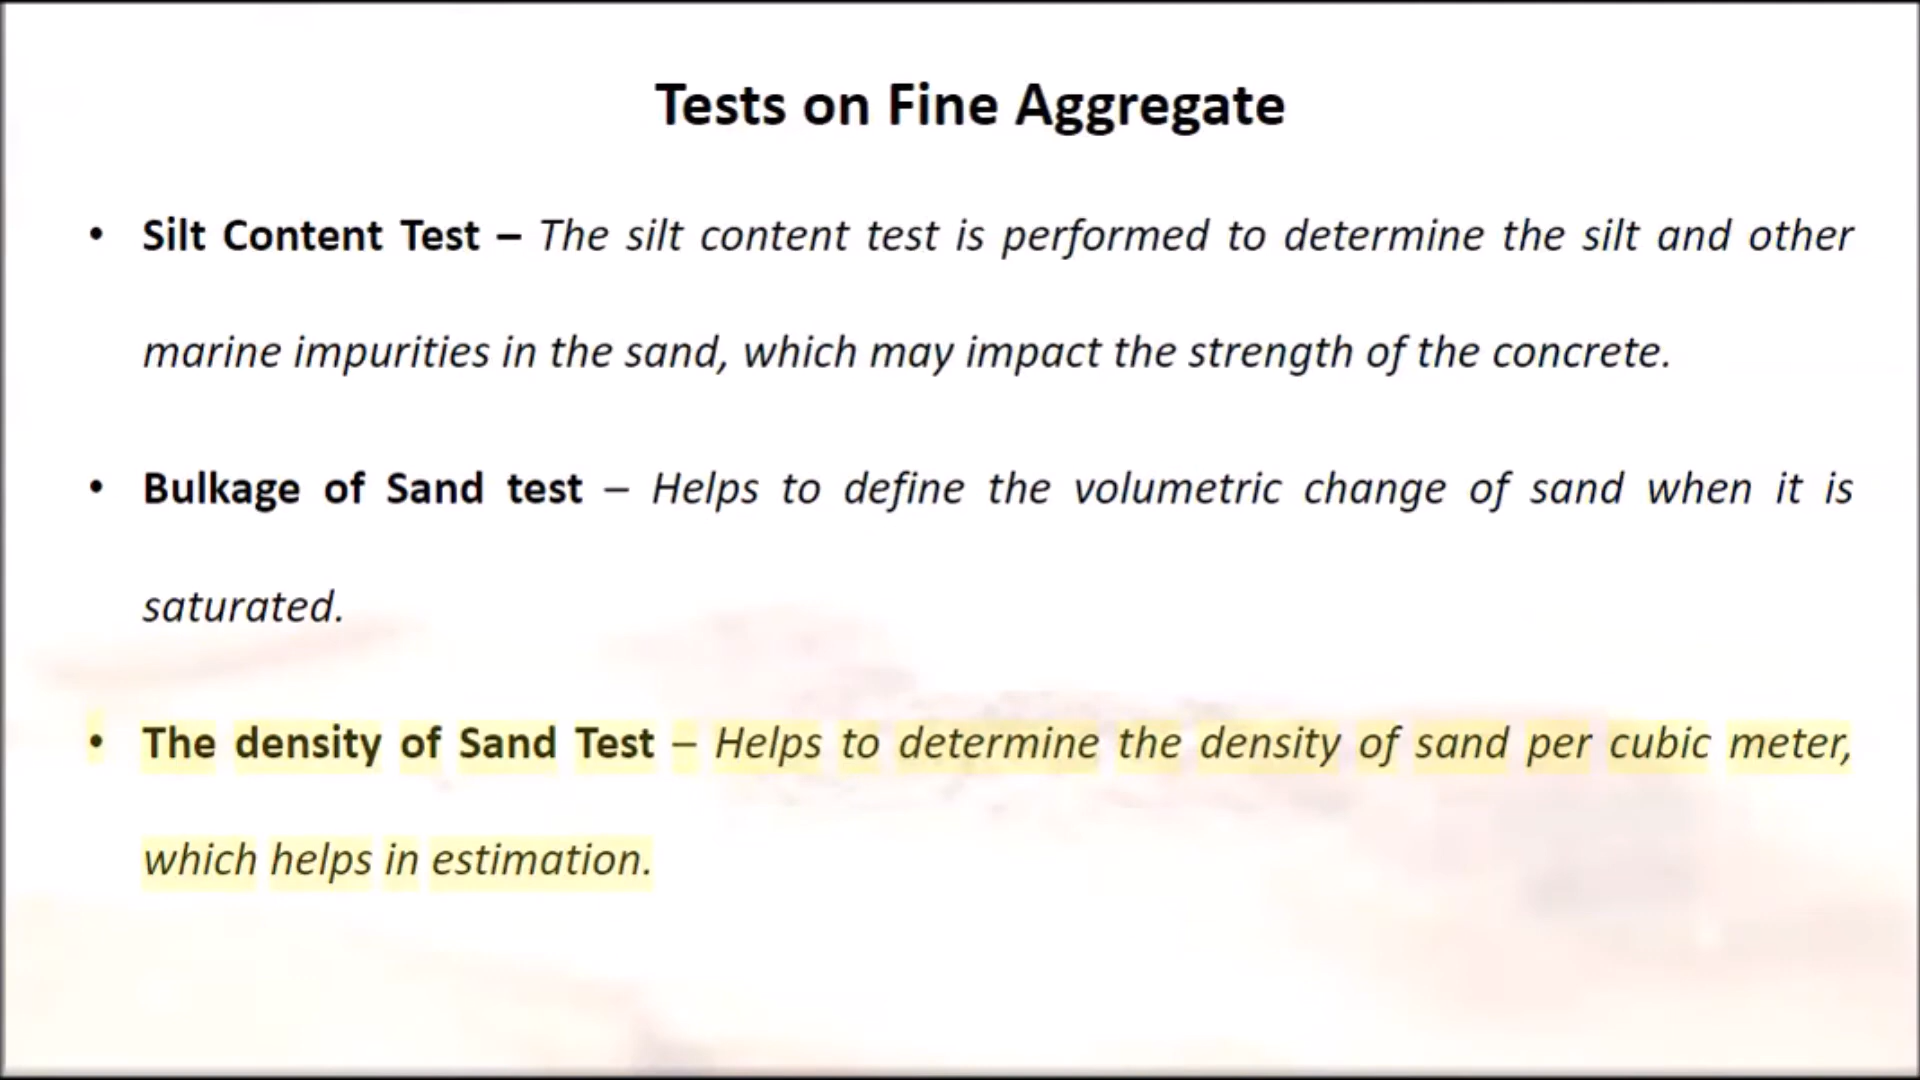 Tests on Fine Aggregate
• Silt Content Test – The silt content test is performed to determine the silt and other
marine impurities in the sand, which may impact the strength of the concrete.
• Bulkage of Sand test – Helps to define the volumetric change of sand when it is
saturated.
• The density of Sand Test – Helps to determine the density of sand per cubic meter,
which helps in estimation.